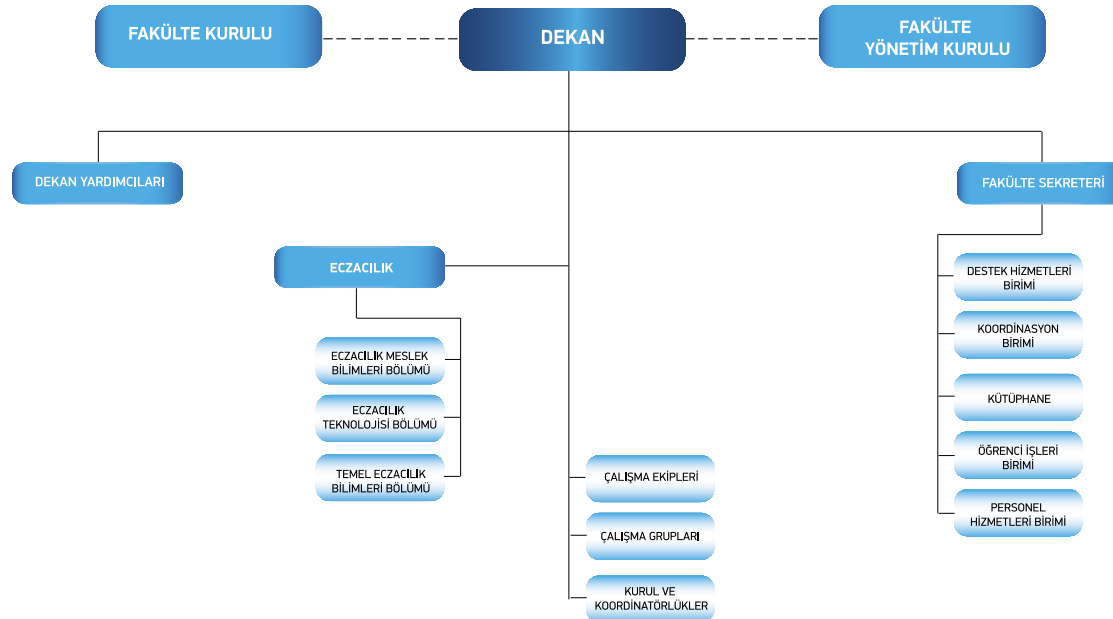 FAKÜLTE KURULU
DEKAN
FAKÜLTE
YÖNETİM KURULU
DEKAN YARDIMCILARI
FAKÜLTE SEKRETERİ
ECZACILIK
ECZACILIK MESLEK
BİLİMLERİ BÖLÜMÜ
ECZACILIK
TEKNOLOJİSİ BÖLÜMÜ
TEMEL ECZACILIK
BİLİMLERİ BÖLÜMÜ
ÇALIŞMA EKİPLERİ
ÇALIŞMA GRUPLARI
KURUL VE
KOORDİNATÖRLÜKLER
DESTEK HİZMETLERİ
BİRİMİ
KOORDİNASYON
BİRİMİ
KÜTÜPHANE
ÖĞRENCİ İŞLERİ
BİRİMİ
PERSONEL
HİZMETLERİ BİRİMİ